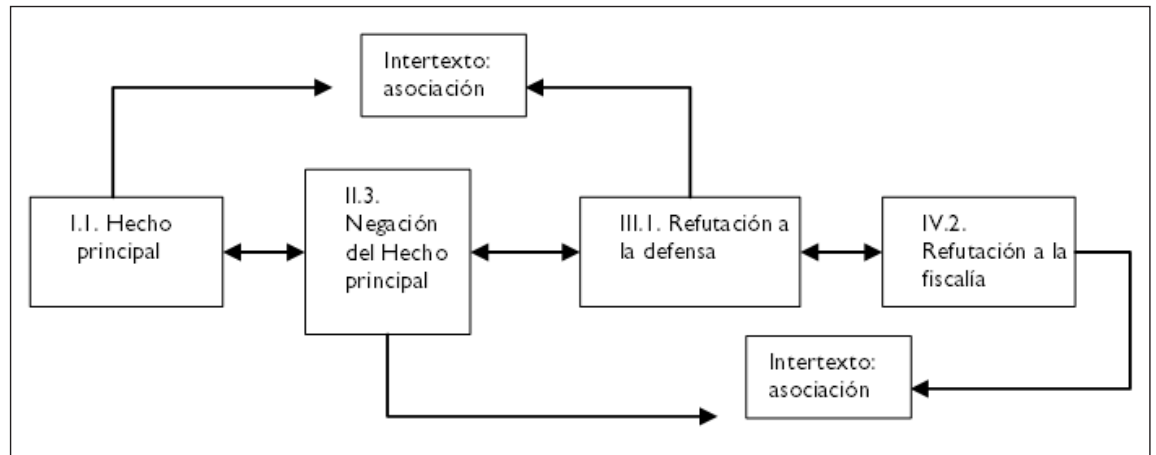 Intertexto:
asociación
I.1. Hecho
principal
II.3.
Negación
del Hecho
principal
III.1. Refutación a
la defensa
IV.2.
Refutación a la
fiscalía
Intertexto:
asociación